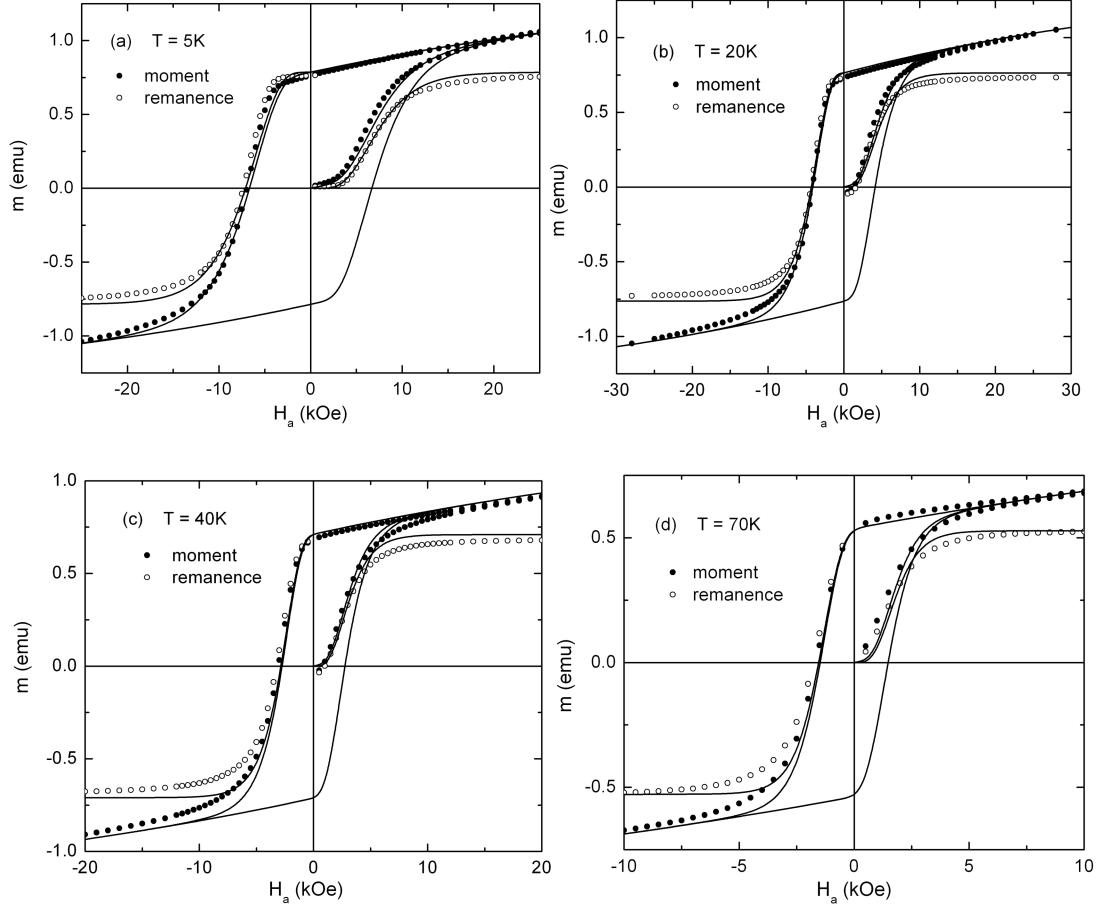 (a) T = 5K
moment
remanence
1.0
0.5
0.0
-0.5
-1.0
m (emu)
-20 -10 0 10 20
Hₐ (kOe)
(b) T = 20K
moment
remanence
1.0
0.5
0.0
-0.5
-1.0
m (emu)
-30 -20 -10 0 10 20 30
Hₐ (kOe)
(c) T = 40K
moment
remanence
1.0
0.5
0.0
-0.5
-1.0
m (emu)
-20 -10 0 10 20
Hₐ (kOe)
(d) T = 70K
moment
remanence
0.5
0.0
-0.5
m (emu)
-10 -5 0 5 10
Hₐ (kOe)